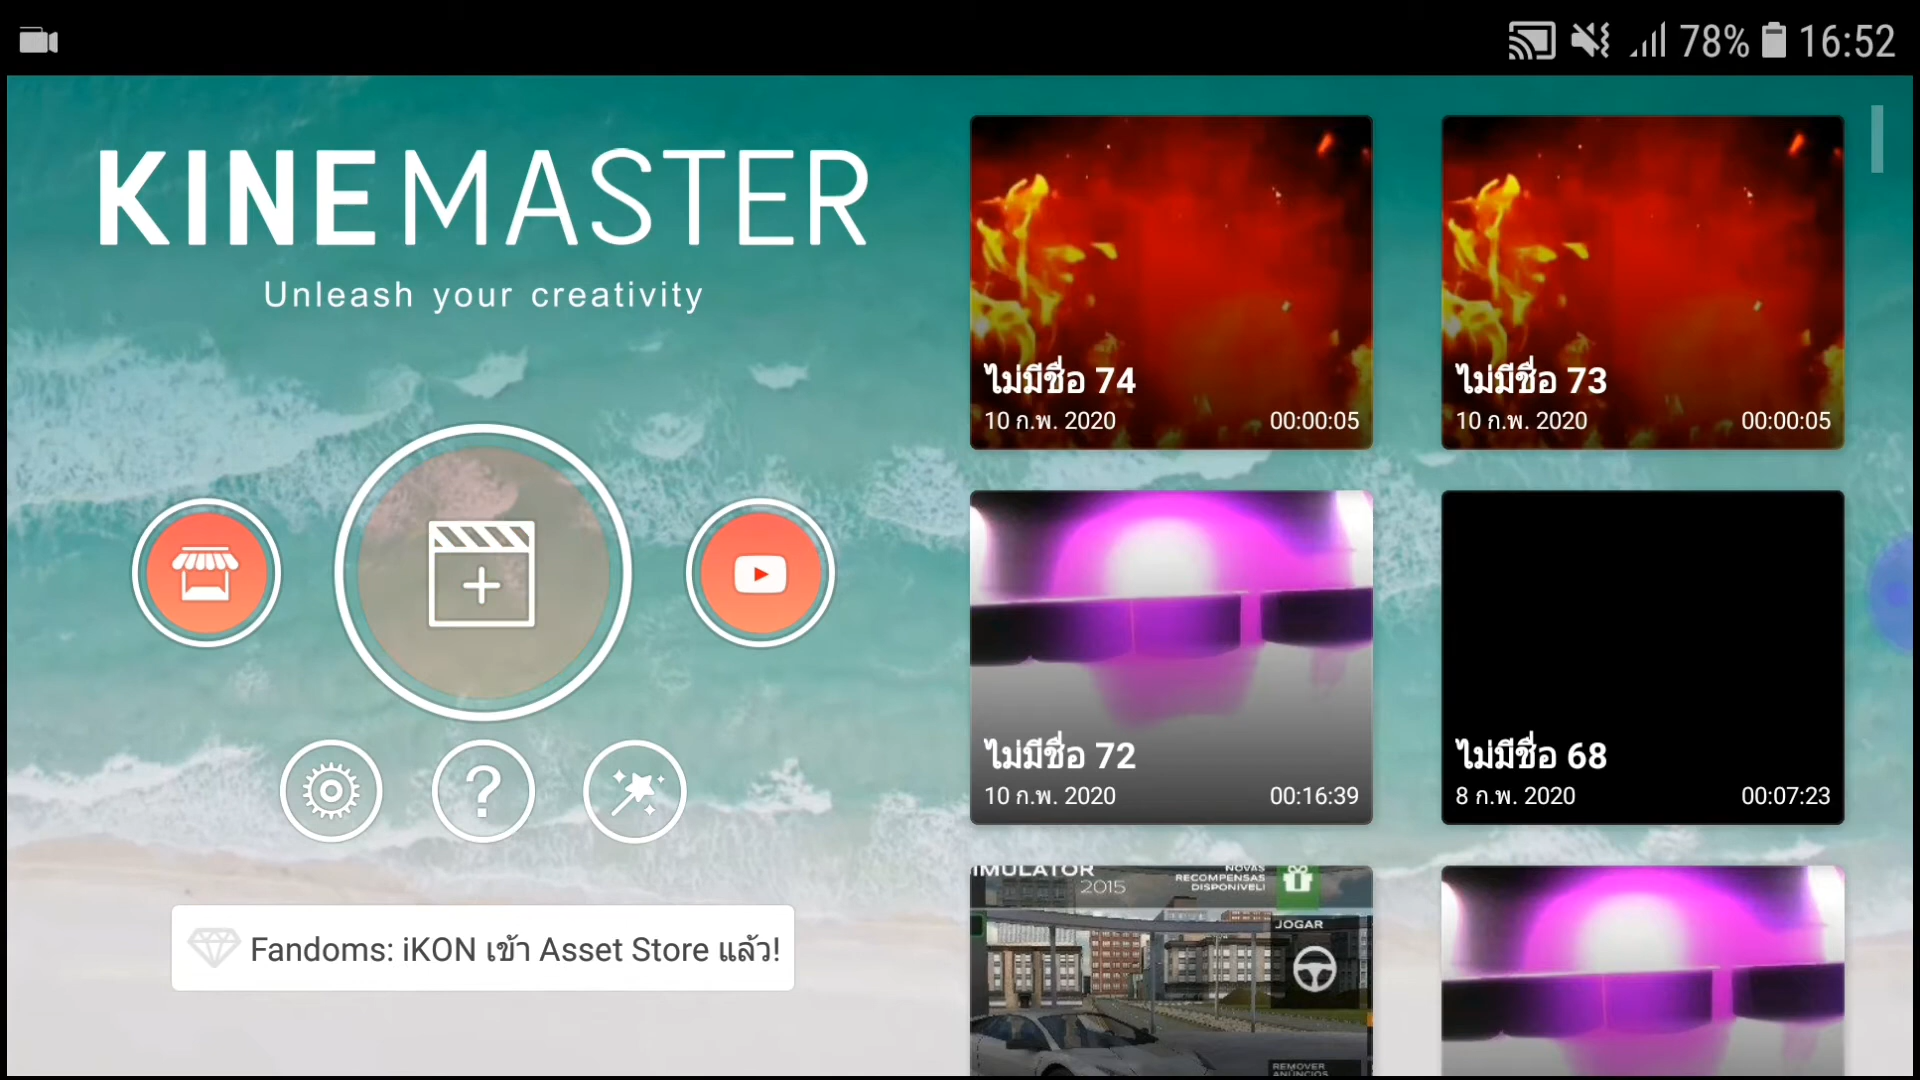 78% 16:52
KINEMASTER
Unleash your creativity
Fandoms: iKON เข้า Asset Store แล้ว!
ไม่มีชื่อ 74
10 ก.พ. 2020 00:00:05
ไม่มีชื่อ 73
10 ก.พ. 2020 00:00:05
ไม่มีชื่อ 72
10 ก.พ. 2020 00:16:39
ไม่มีชื่อ 68
8 ก.พ. 2020 00:07:23
IMULATOR
2015
NOVAS
RECOMPENSAS
DISPONIVEL!
JOGAR
REMOVER
ANÚNCIOS